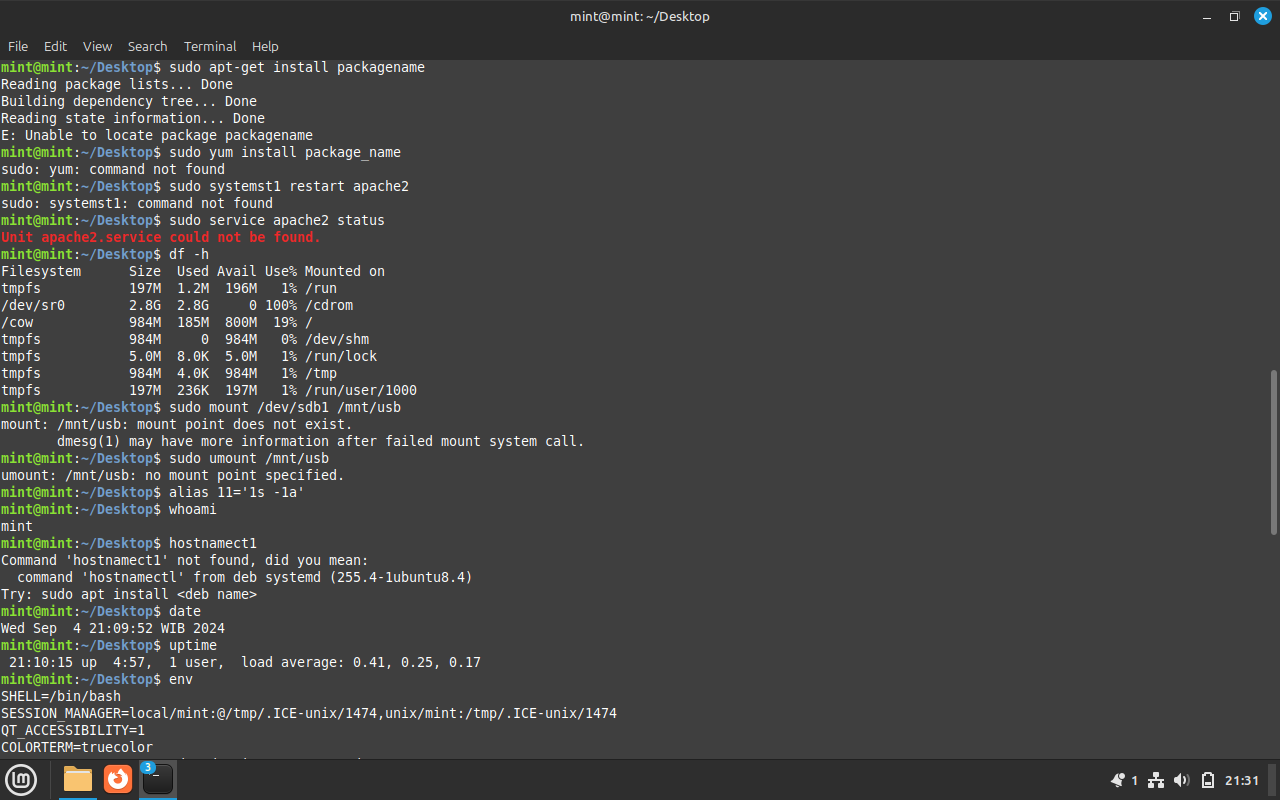 mint@mint: ~/Desktop
File Edit View Search Terminal Help
mint@mint:~/Desktop$ sudo apt-get install packagename
Reading package lists... Done
Building dependency tree... Done
Reading state information... Done
E: Unable to locate package packagename
mint@mint:~/Desktop$ sudo yum install package_name
sudo: yum: command not found
mint@mint:~/Desktop$ sudo systemst1 restart apache2
sudo: systemst1: command not found
mint@mint:~/Desktop$ sudo service apache2 status
Unit apache2.service could not be found.
mint@mint:~/Desktop$ df -h
Filesystem      Size  Used Avail Use% Mounted on
tmpfs           197M  1.2M  196M   1% /run
/dev/sr0        2.8G  2.8G     0 100% /cdrom
/cow            984M  185M  800M  19% /
tmpfs           984M     0  984M   0% /dev/shm
tmpfs           5.0M  8.0K  5.0M   1% /run/lock
tmpfs           984M  4.0K  984M   1% /tmp
tmpfs           197M  236K  197M   1% /run/user/1000
mint@mint:~/Desktop$ sudo mount /dev/sdb1 /mnt/usb
mount: /mnt/usb: mount point does not exist.
       dmesg(1) may have more information after failed mount system call.
mint@mint:~/Desktop$ sudo umount /mnt/usb
umount: /mnt/usb: no mount point specified.
mint@mint:~/Desktop$ alias 11='1s -1a'
mint@mint:~/Desktop$ whoami
mint
mint@mint:~/Desktop$ hostnamect1
Command 'hostnamect1' not found, did you mean:
  command 'hostnamectl' from deb systemd (255.4-1ubuntu8.4)
Try: sudo apt install <deb name>
mint@mint:~/Desktop$ date
Wed Sep  4 21:09:52 WIB 2024
mint@mint:~/Desktop$ uptime
 21:10:15 up  4:57,  1 user,  load average: 0.41, 0.25, 0.17
mint@mint:~/Desktop$ env
SHELL=/bin/bash
SESSION_MANAGER=local/mint:@/tmp/.ICE-unix/1474,unix/mint:/tmp/.ICE-unix/1474
QT_ACCESSIBILITY=1
COLORTERM=truecolor
3
1
21:31